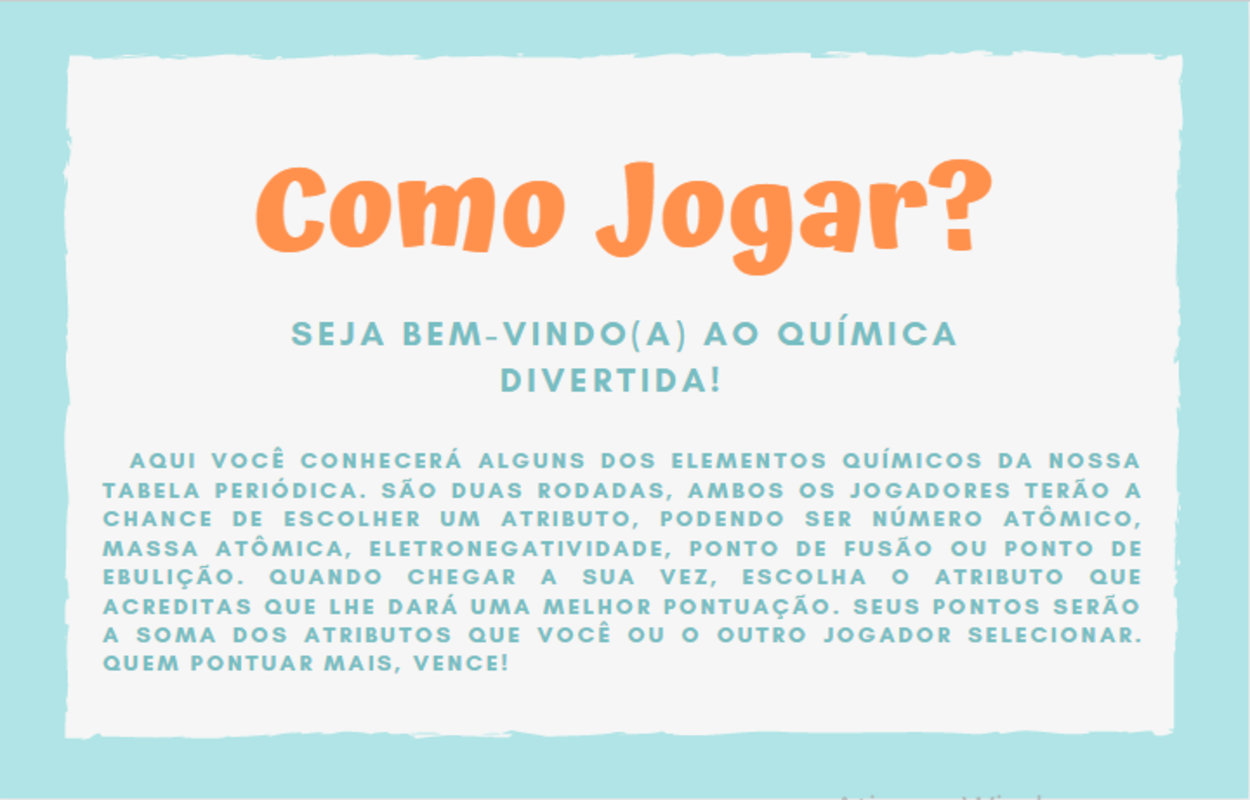 Como Jogar?
SEJA BEM-VINDO(A) AO QUÍMICA
DIVERTIDA!
AQUI VOCÊ CONHECERÁ ALGUNS DOS ELEMENTOS QUÍMICOS DA NOSSA
TABELA PERIÓDICA. SÃO DUAS RODADAS, AMBOS OS JOGADORES TERÃO A
CHANCE DE ESCOLHER UM ATRIBUTO, PODENDO SER NÚMERO ATÔMICO,
MASSA ATÔMICA, ELETRONEGATIVIDADE, PONTO DE FUSÃO OU PONTO DE
EBULIÇÃO. QUANDO CHEGAR A SUA VEZ, ESCOLHA O ATRIBUTO QUE
ACREDITAS QUE LHE DARÁ UMA MELHOR PONTUAÇÃO. SEUS PONTOS SERÃO
A SOMA DOS ATRIBUTOS QUE VOCÊ OU O OUTRO JOGADOR SELECIONAR.
QUEM PONTUAR MAIS, VENCE!